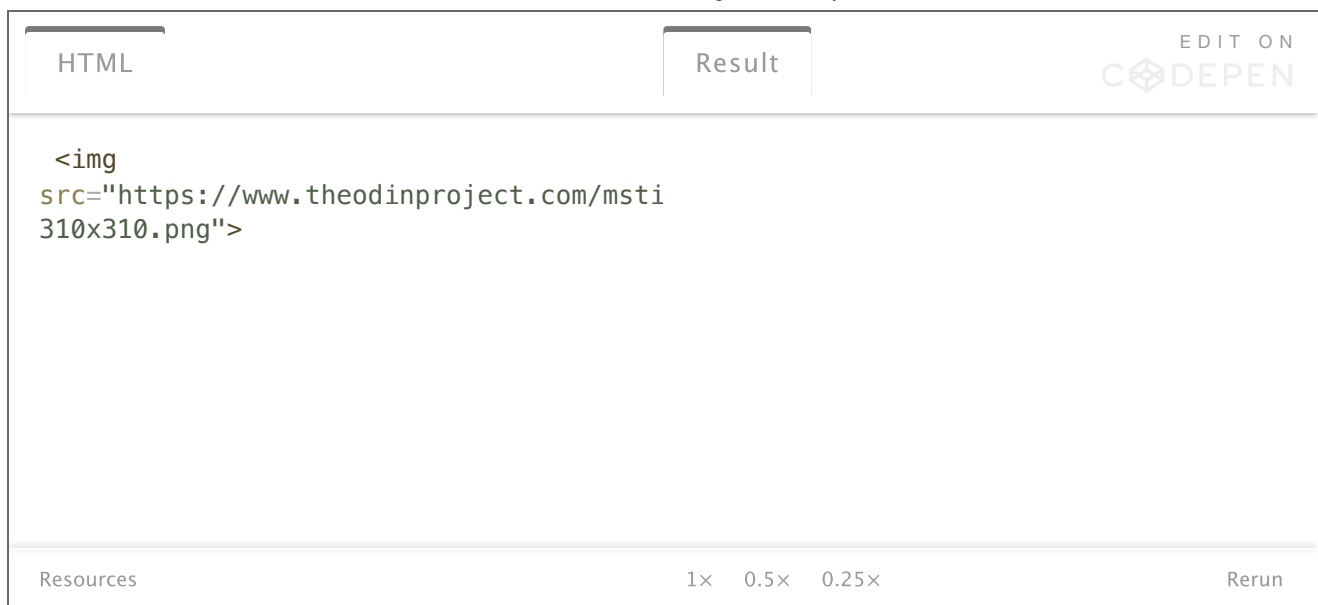 HTML
Result
EDIT ON
CODEPEN
<img
src="https://www.theodinproject.com/msti
310x310.png">
Resources
1× 0.5× 0.25×
Rerun